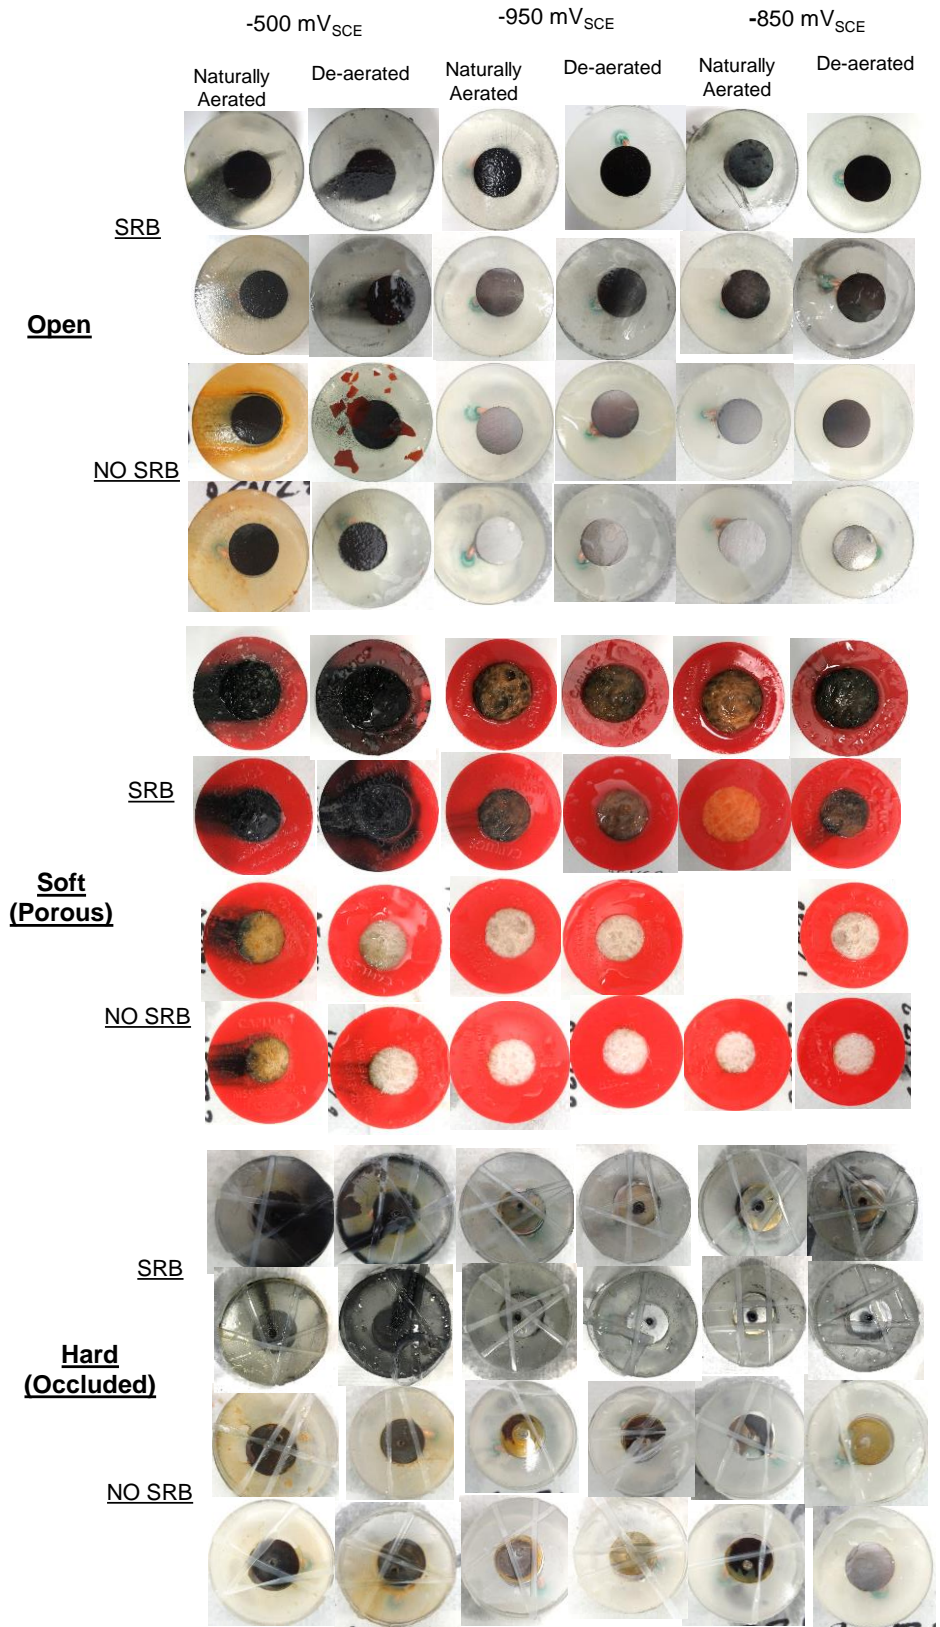 -500 mVSCE -950 mVSCE -850 mVSCE
Naturally Aerated De-aerated Naturally Aerated De-aerated Naturally Aerated De-aerated
SRB
Open
NO SRB
SRB
Soft
(Porous)
NO SRB
SRB
Hard
(Occluded)
NO SRB